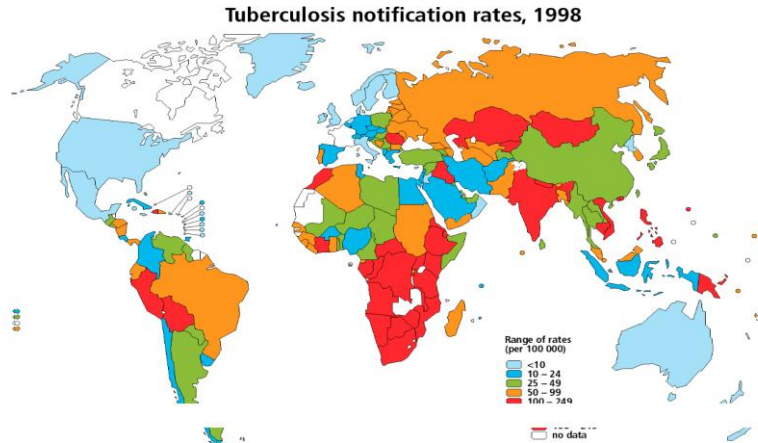 Tuberculosis notification rates, 1998
Range of rates
(per 100 000)
<10
10 – 24
25 – 49
50 – 99
100 – 249
no data